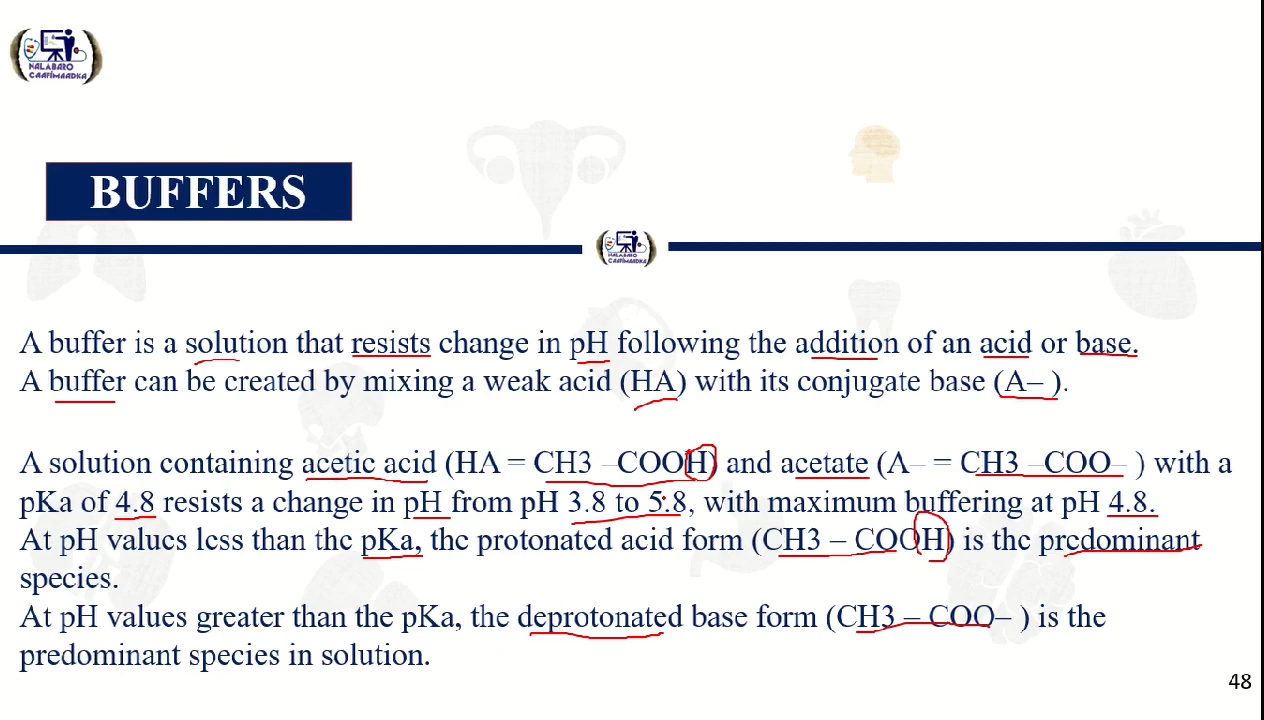 NALABARO
CAAFIMAADKA
BUFFERS
NALABARO
CAAFIMAADKA
A buffer is a solution that resists change in pH following the addition of an acid or base.
A buffer can be created by mixing a weak acid (HA) with its conjugate base (A– ).
A solution containing acetic acid (HA = CH3 –COOH) and acetate (A– = CH3 –COO– ) with a
pKa of 4.8 resists a change in pH from pH 3.8 to 5.8, with maximum buffering at pH 4.8.
At pH values less than the pKa, the protonated acid form (CH3 – COOH) is the predominant
species.
At pH values greater than the pKa, the deprotonated base form (CH3 – COO– ) is the
predominant species in solution.
48